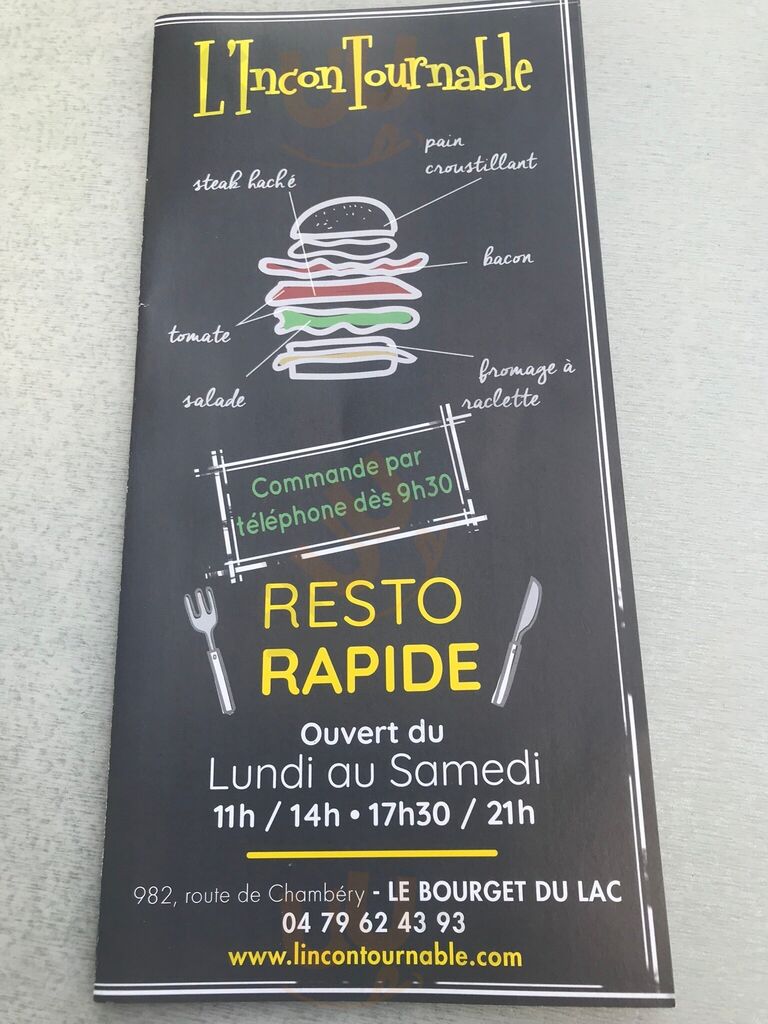 L'InconTournable
pain
croustillant
steak haché
bacon
tomate
fromage à
raclette
salade
Commande par
téléphone dès 9h30
RESTO
RAPIDE
Ouvert du
Lundi au Samedi
11h / 14h • 17h30 / 21h
982, route de Chambéry - LE BOURGET DU LAC
04 79 62 43 93
www.lincontournable.com